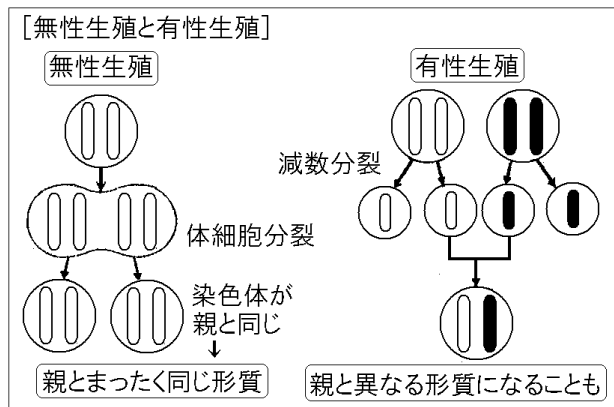 [無性生殖と有性生殖]
無性生殖
体細胞分裂
染色体が
親と同じ
親とまったく同じ形質
有性生殖
減数分裂
親と異なる形質になることも